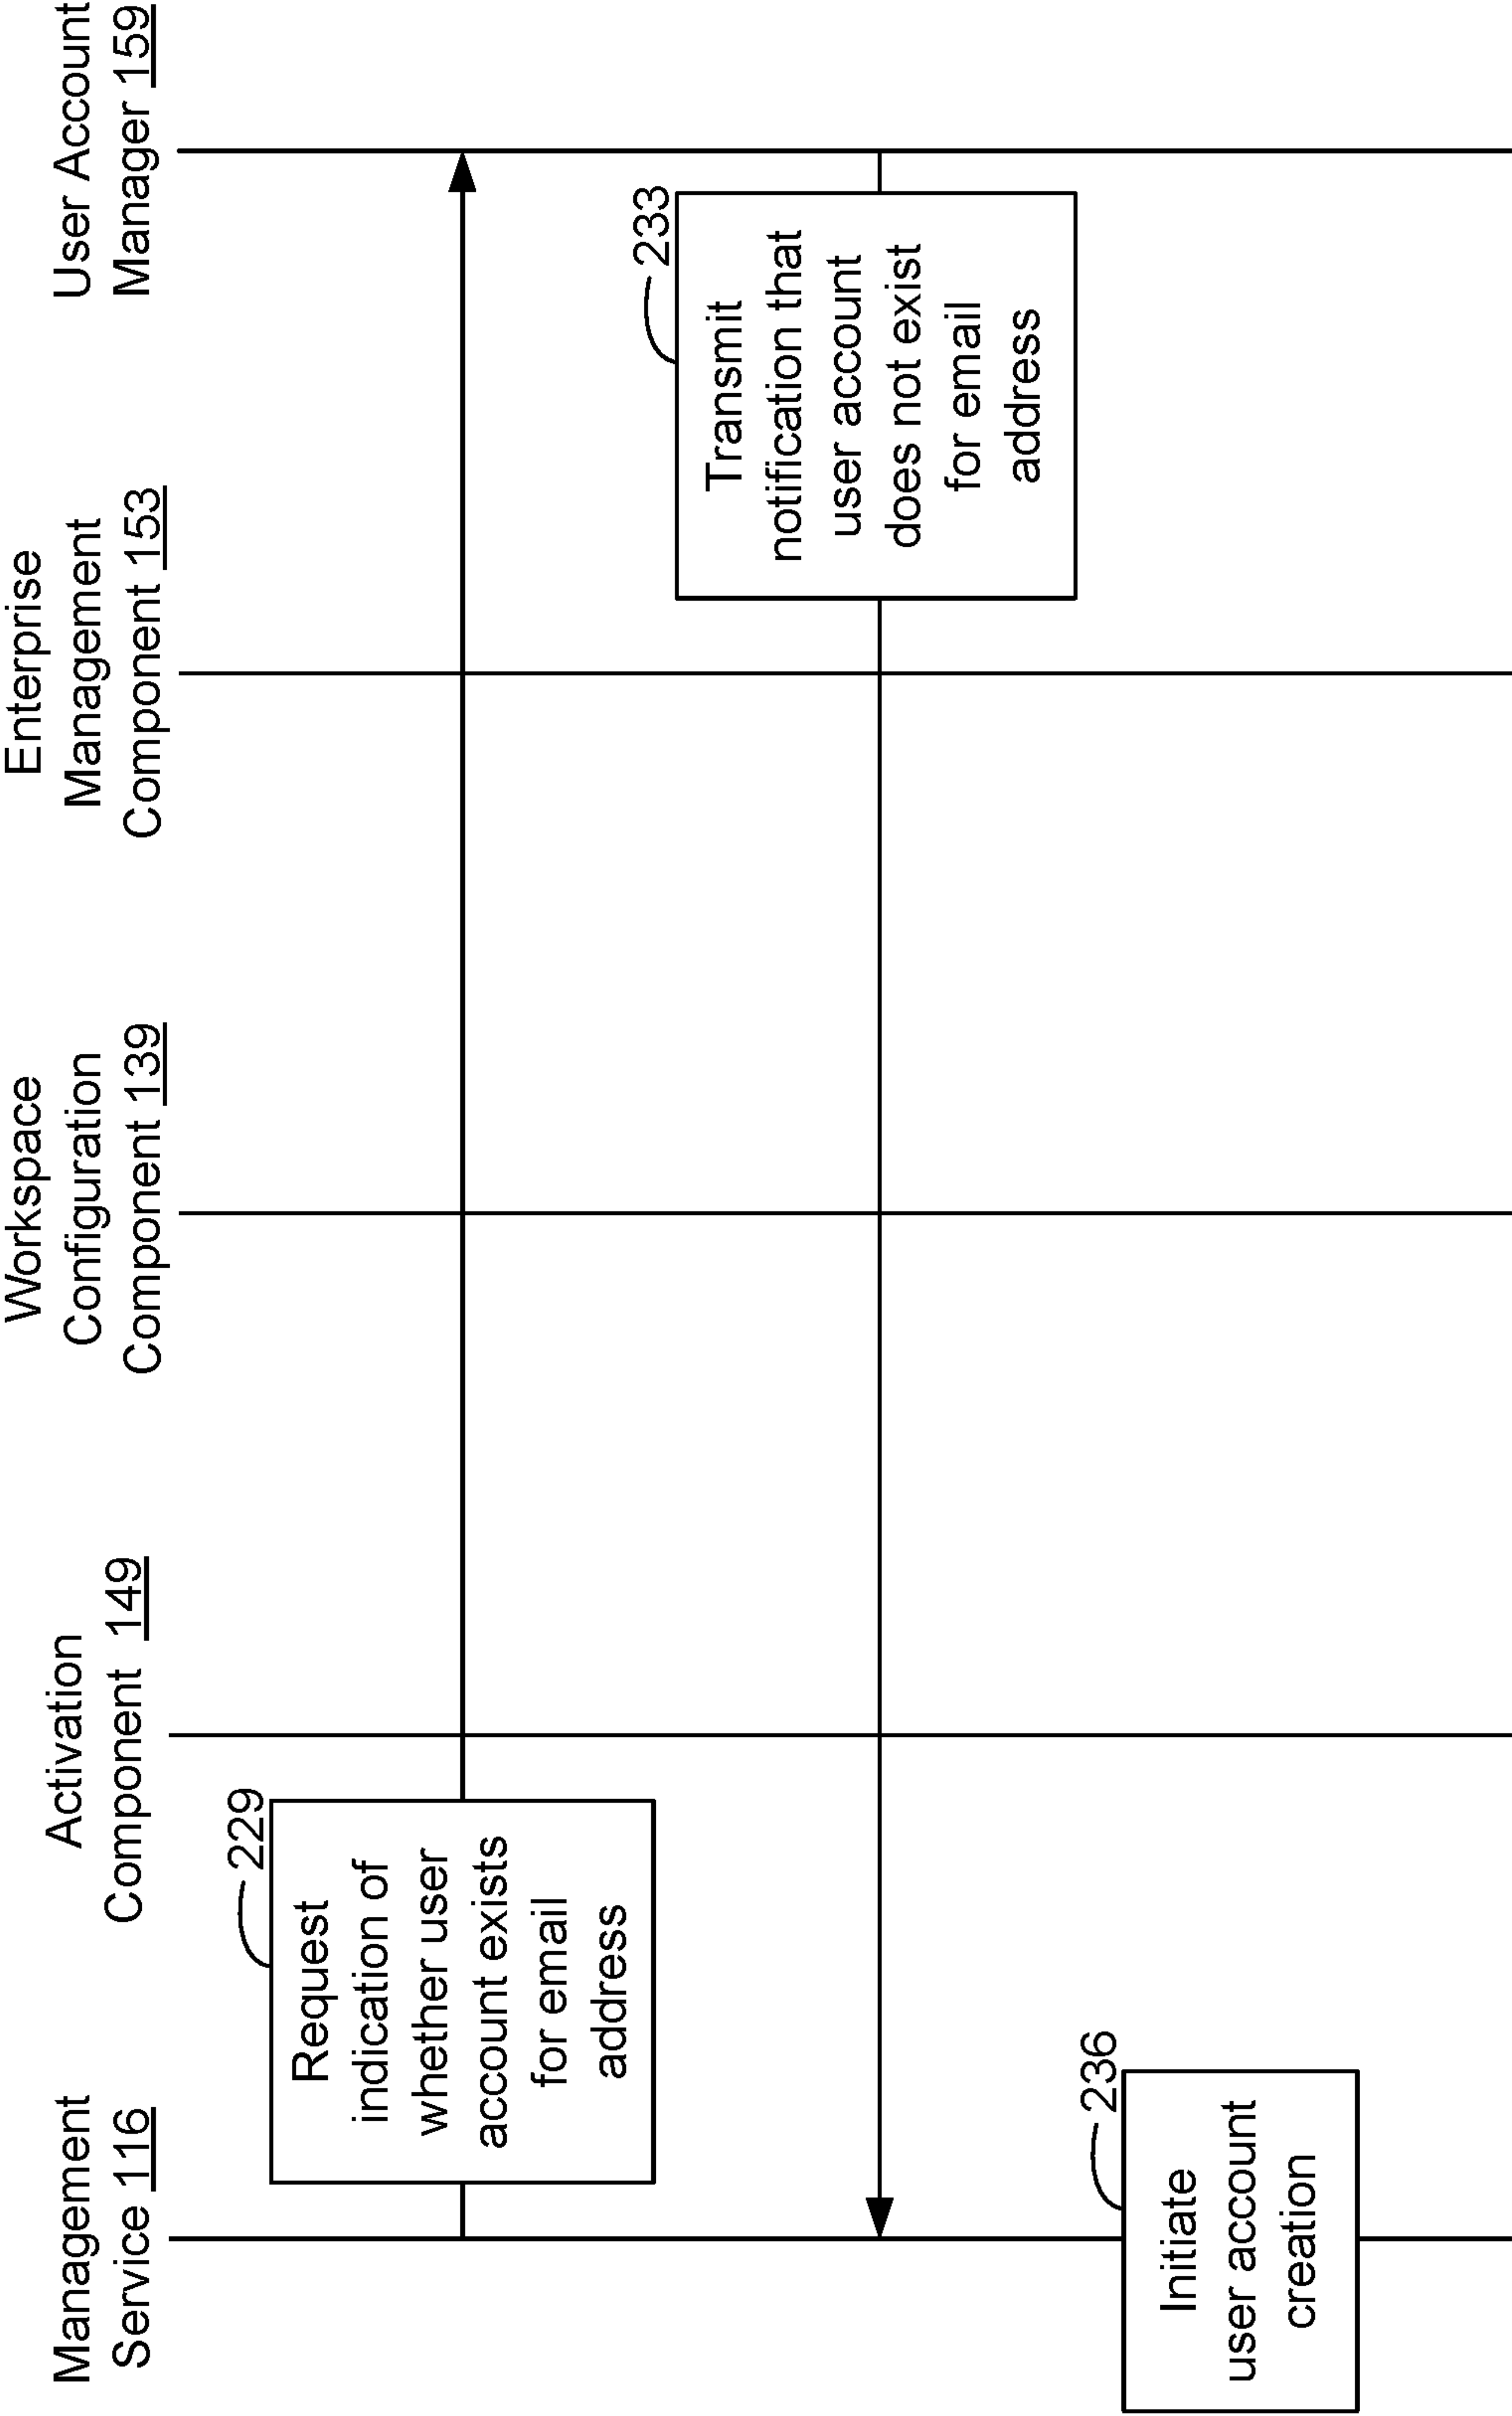 Management
Service 116
Activation
Component 149
Workspace
Configuration
Component 139
Enterprise
Management
Component 153
User Account
Manager 159
229
Request
indication of
whether user
account exists
for email
address
233
Transmit
notification that
user account
does not exist
for email
address
236
Initiate
user account
creation